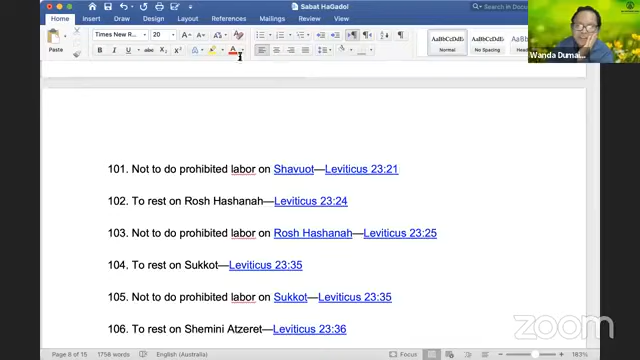 Sabat HaGadol
Home Insert Draw Design Layout References Mailings Review
Times New R... 20
Paste
AaBbCcDdEe AaBbCcDdEe
Normal No Spacing
Wanda Dumai...
101. Not to do prohibited labor on Shavuot—Leviticus 23:21
102. To rest on Rosh Hashanah—Leviticus 23:24
103. Not to do prohibited labor on Rosh Hashanah—Leviticus 23:25
104. To rest on Sukkot—Leviticus 23:35
105. Not to do prohibited labor on Sukkot—Leviticus 23:35
106. To rest on Shemini Atzeret—Leviticus 23:36
zoom
Page 8 of 15 1758 words English (Australia) Focus 183%